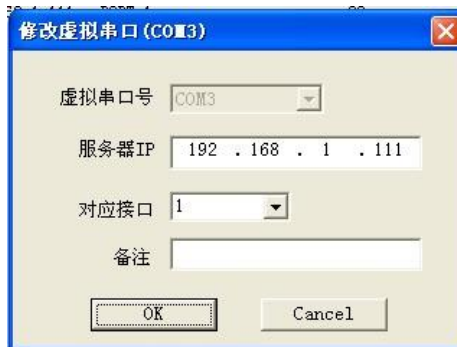 修改虚拟串口(COM3)
虚拟串口号 COM3
服务器IP 192 . 168 . 1 . 111
对应接口 1
备注
OK Cancel